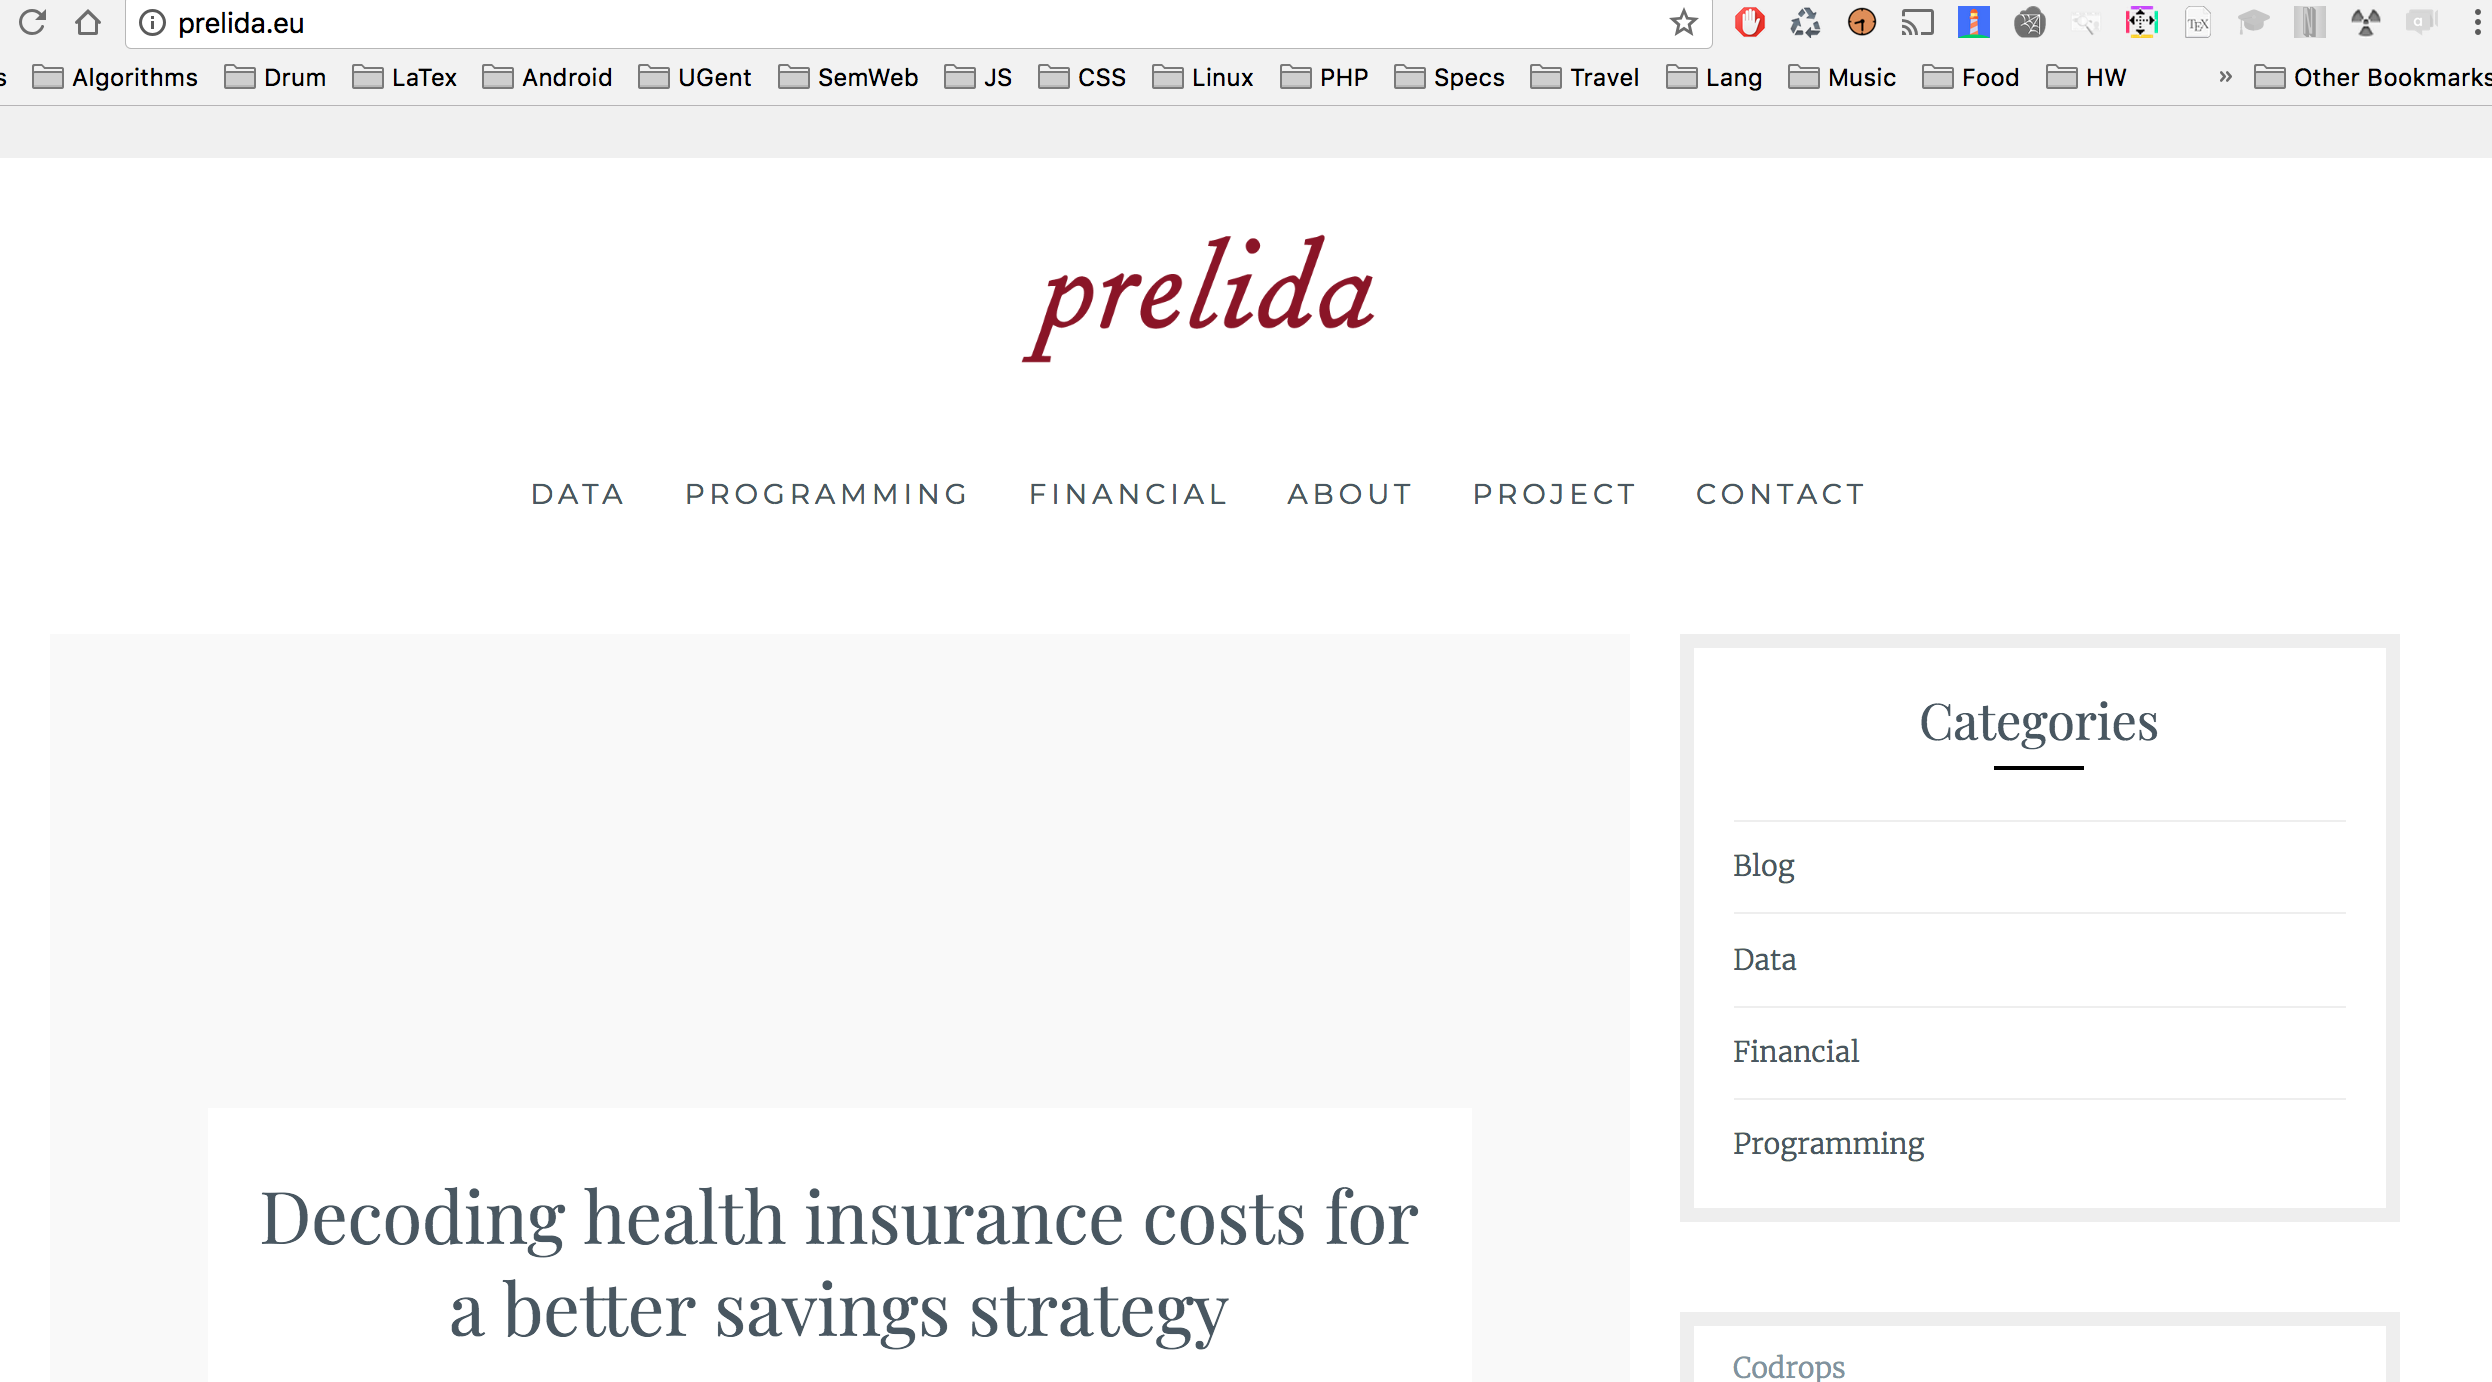 prelida.eu
s Algorithms Drum LaTex Android UGent SemWeb JS CSS Linux PHP Specs Travel Lang Music Food HW » Other Bookmarks
prelida
DATA PROGRAMMING FINANCIAL ABOUT PROJECT CONTACT
Categories
Blog
Data
Financial
Programming
Decoding health insurance costs for
a better savings strategy
Codrops